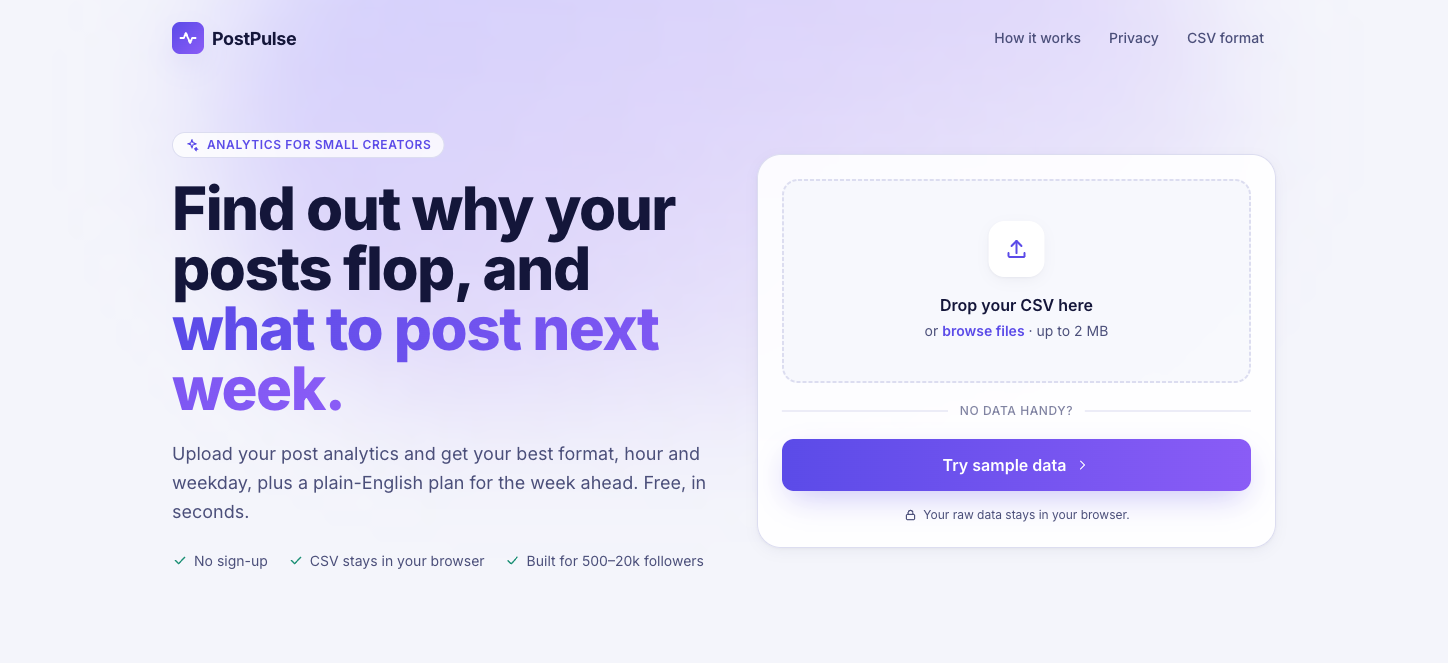 PostPulse
How it works
Privacy
CSV format
ANALYTICS FOR SMALL CREATORS
Find out why your
posts flop, and
what to post next
week.
Upload your post analytics and get your best format, hour and
weekday, plus a plain-English plan for the week ahead. Free, in
seconds.
No sign-up
CSV stays in your browser
Built for 500–20k followers
Drop your CSV here
or browse files · up to 2 MB
NO DATA HANDY?
Try sample data
Your raw data stays in your browser.